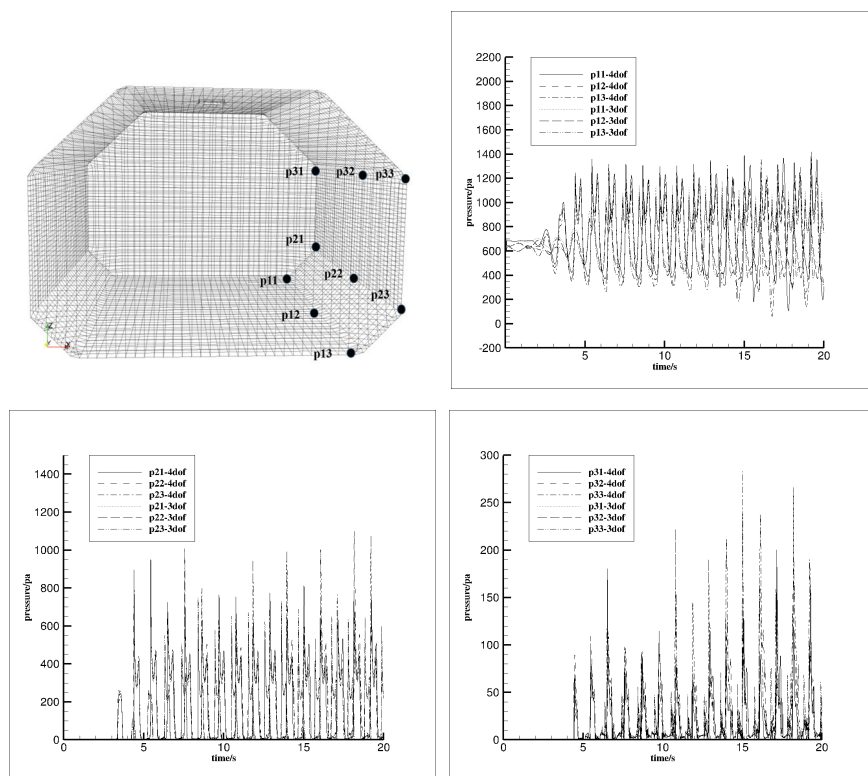 p31
p32
p33
p21
p11
p22
p23
p12
p13
Z
Y
X
2200
2000
1800
1600
1400
1200
1000
800
600
400
200
0
-200
pressure/pa
5
10
15
20
time/s
p11-4dof
p12-4dof
p13-4dof
p11-3dof
p12-3dof
p13-3dof
1400
1200
1000
800
600
400
200
0
pressure/pa
0
5
10
15
20
time/s
p21-4dof
p22-4dof
p23-4dof
p21-3dof
p22-3dof
p23-3dof
300
250
200
150
100
50
0
pressure/pa
0
5
10
15
20
time/s
p31-4dof
p32-4dof
p33-4dof
p31-3dof
p32-3dof
p33-3dof